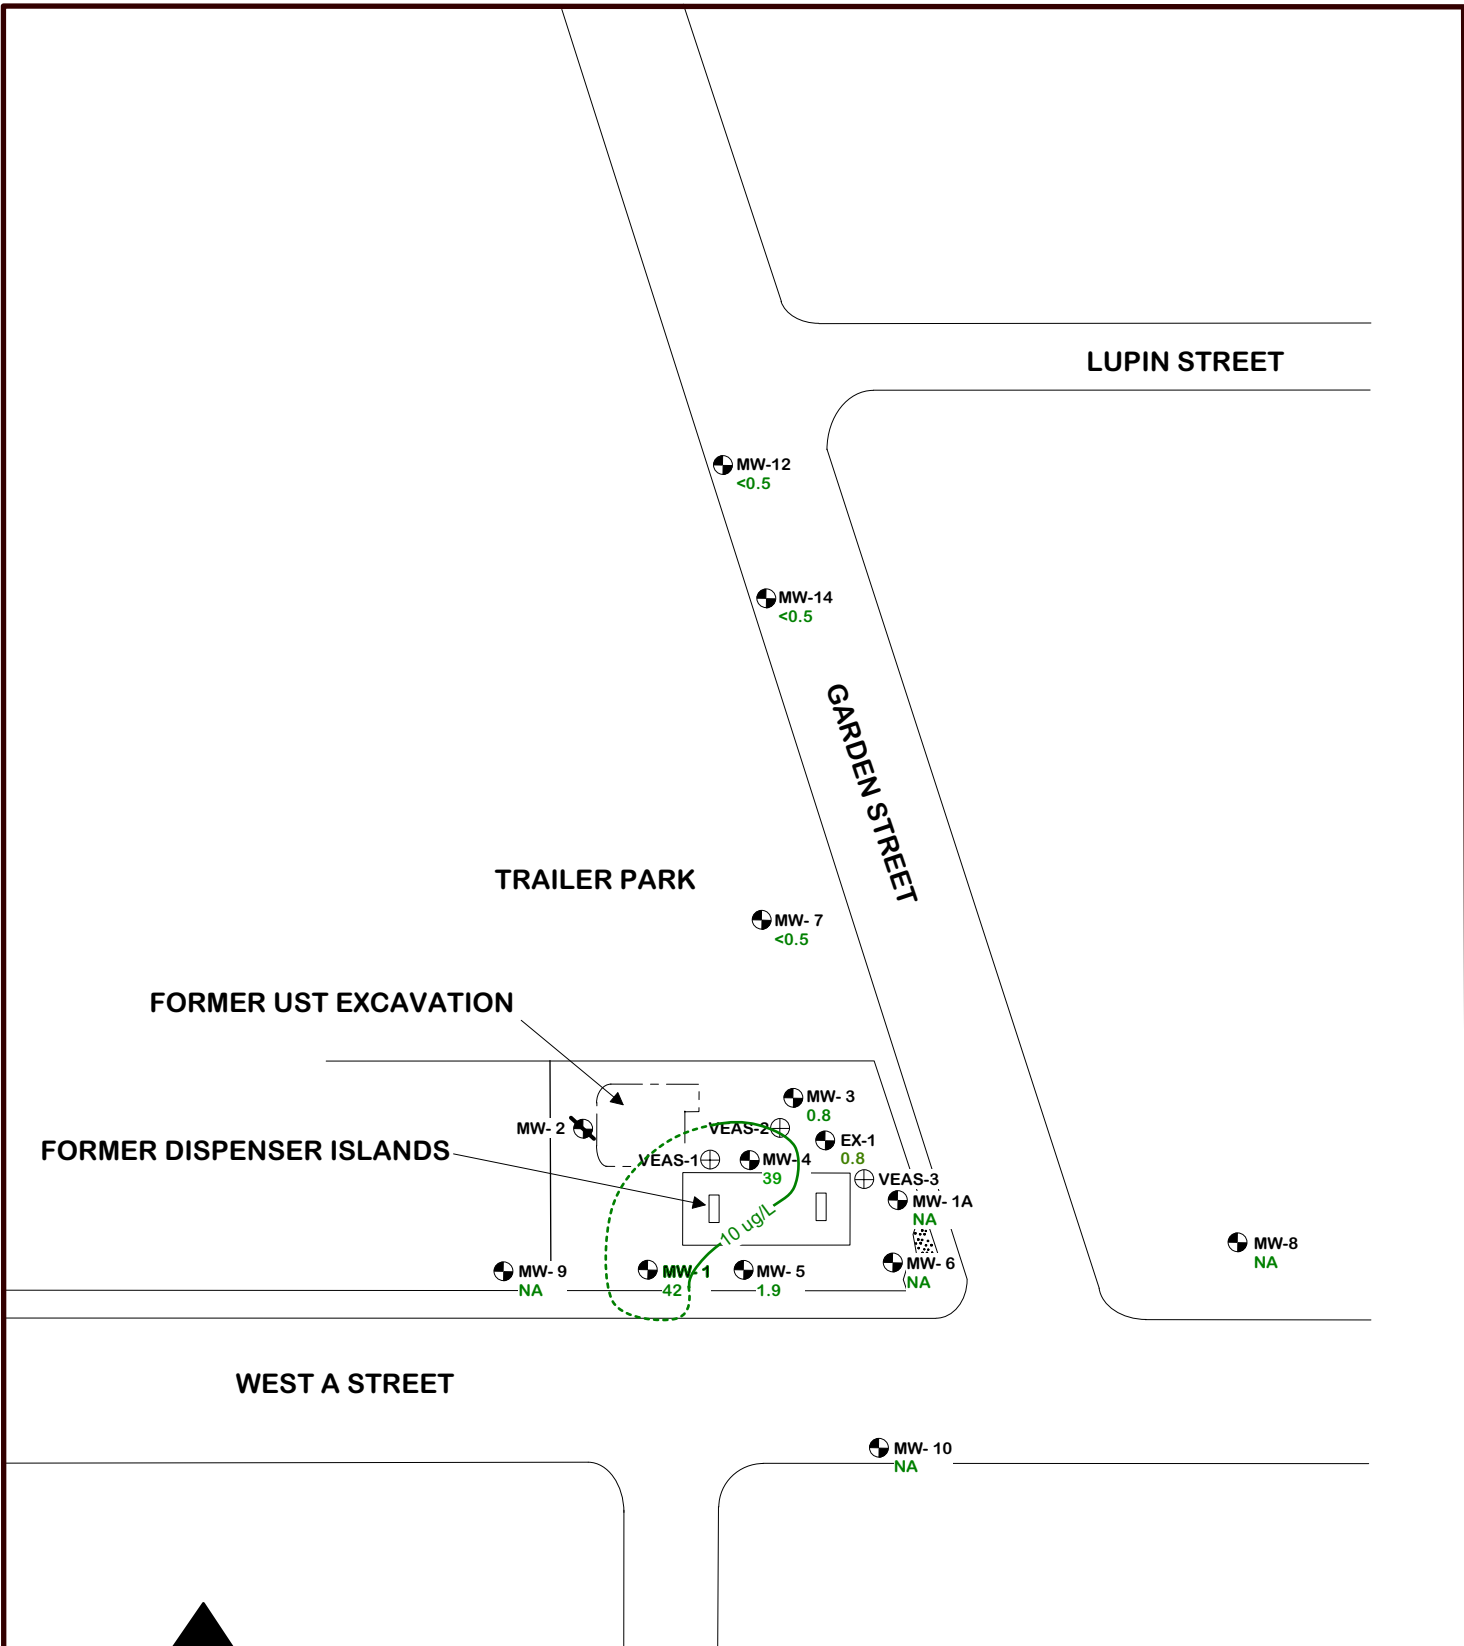 LUPIN STREET
MW-12
<0.5
MW-14
<0.5
GARDEN STREET
TRAILER PARK
MW- 7
<0.5
FORMER UST EXCAVATION
MW- 3
0.8
MW- 2
VEAS-2
EX-1
0.8
FORMER DISPENSER ISLANDS
VEAS-1
MW- 4
39
VEAS-3
MW- 1A
NA
10 ug/L
MW-8
NA
MW- 9
NA
MW- 1
42
MW- 5
1.9
MW- 6
NA
WEST A STREET
MW- 10
NA